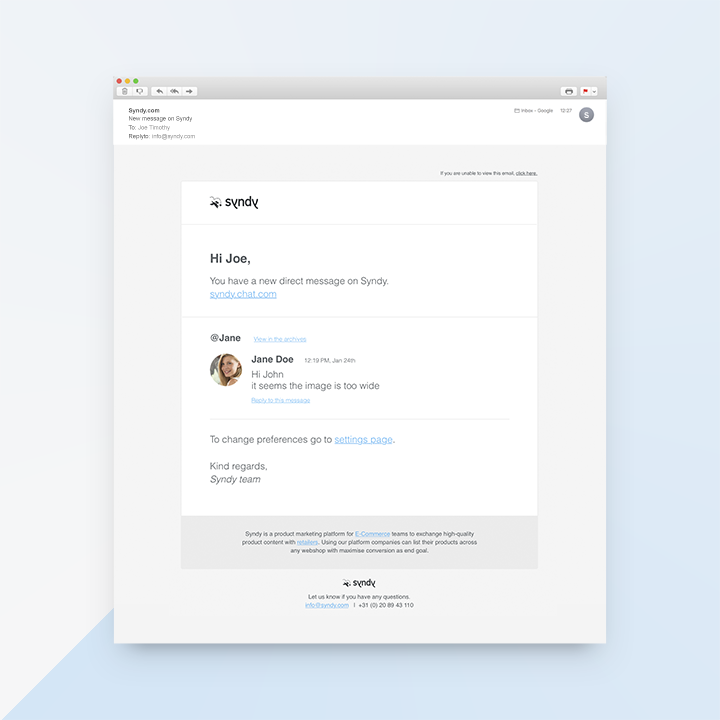 Syndy.com
New message on Syndy
To: Joe Timothy
Replyto: info@syndy.com
Inbox - Google 12:27
S
If you are unable to view this email, click here.
syndy
Hi Joe,
You have a new direct message on Syndy.
syndy.chat.com
@Jane View in the archives
Jane Doe 12:19 PM, Jan 24th
Hi John
it seems the image is too wide
Reply to this message
To change preferences go to settings page.
Kind regards,
Syndy team
Syndy is a product marketing platform for E-Commerce teams to exchange high-quality
product content with retailers. Using our platform companies can list their products across
any webshop with maximise conversion as end goal.
syndy
Let us know if you have any questions.
info@syndy.com | +31 (0) 20 89 43 110